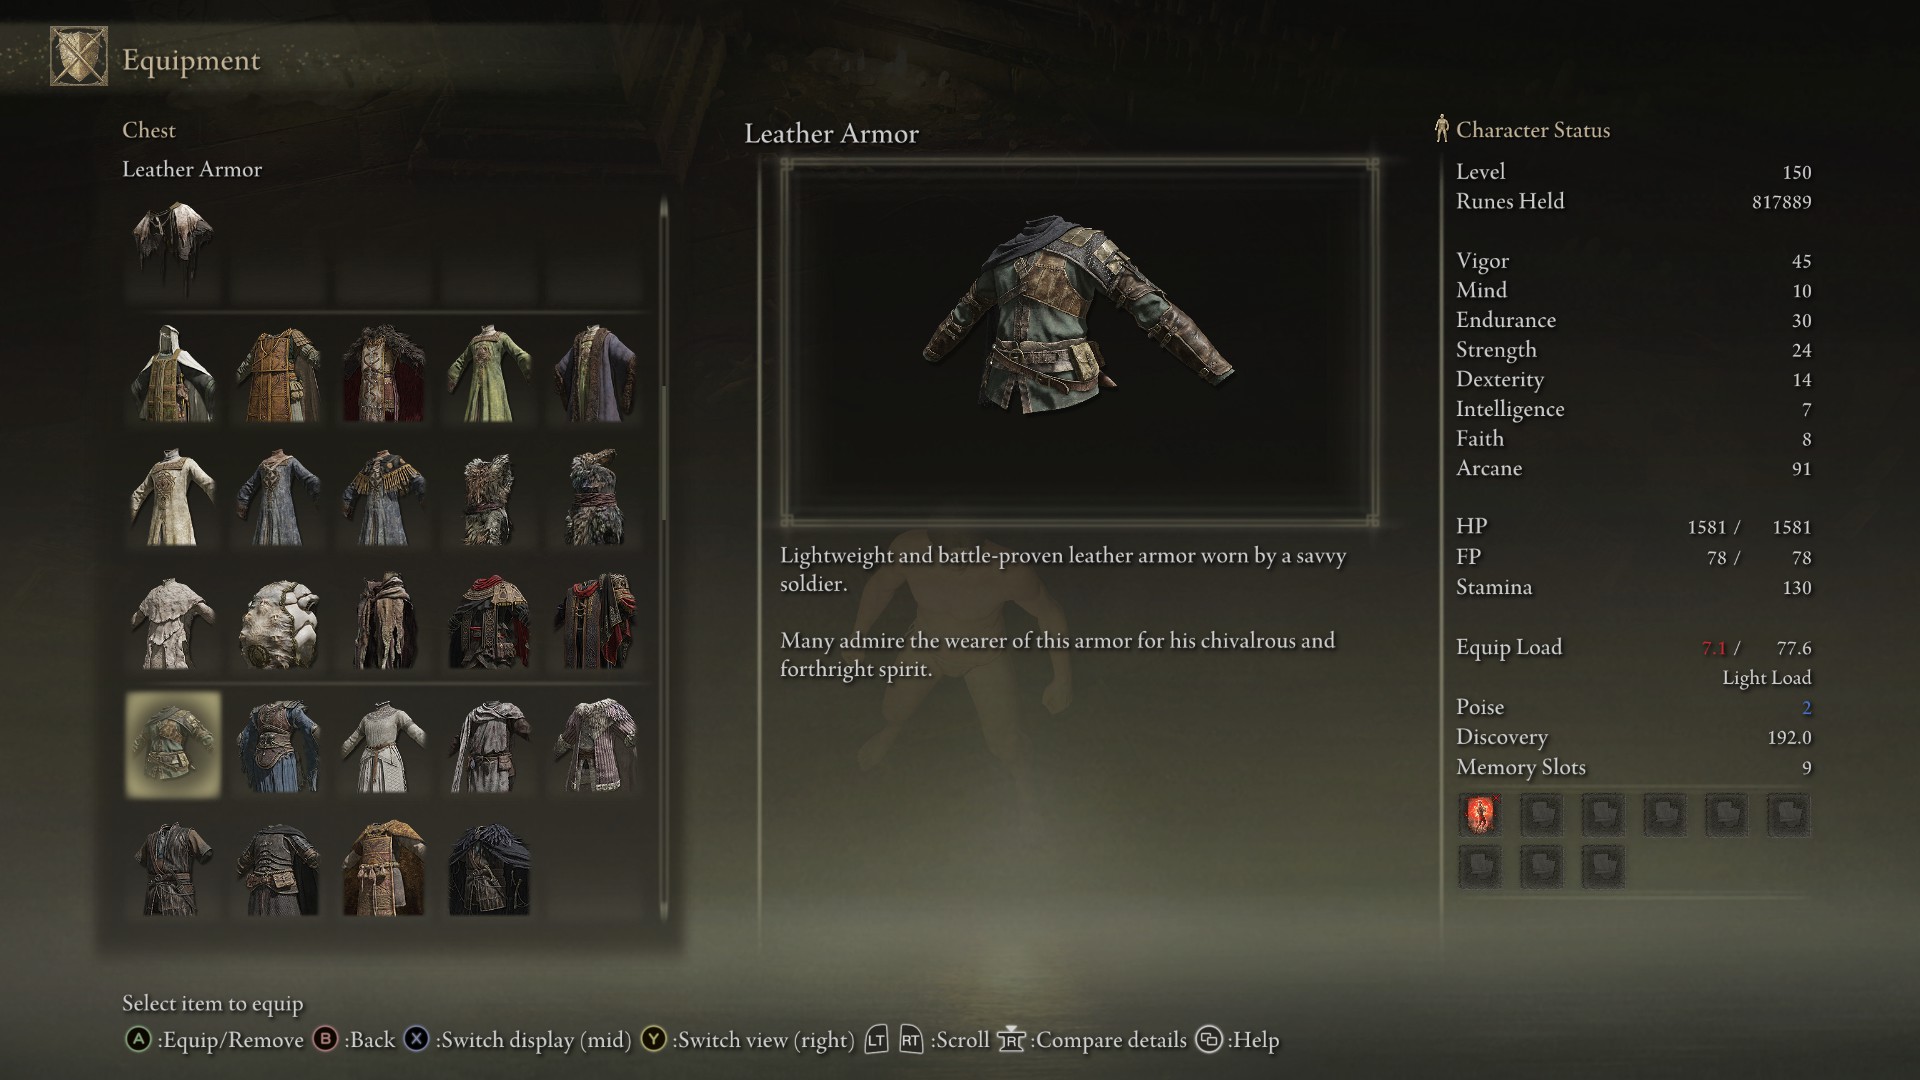 Equipment
Chest
Leather Armor
Leather Armor
Lightweight and battle-proven leather armor worn by a savvy
soldier.
Many admire the wearer of this armor for his chivalrous and
forthright spirit.
Character Status
Level 150
Runes Held 817889
Vigor 45
Mind 10
Endurance 30
Strength 24
Dexterity 14
Intelligence 7
Faith 8
Arcane 91
HP 1581 / 1581
FP 78 / 78
Stamina 130
Equip Load 7.1 / 77.6
Light Load
Poise 2
Discovery 192.0
Memory Slots 9
Select item to equip
A :Equip/Remove B :Back X :Switch display (mid) Y :Switch view (right) LT RT :Scroll R :Compare details :Help